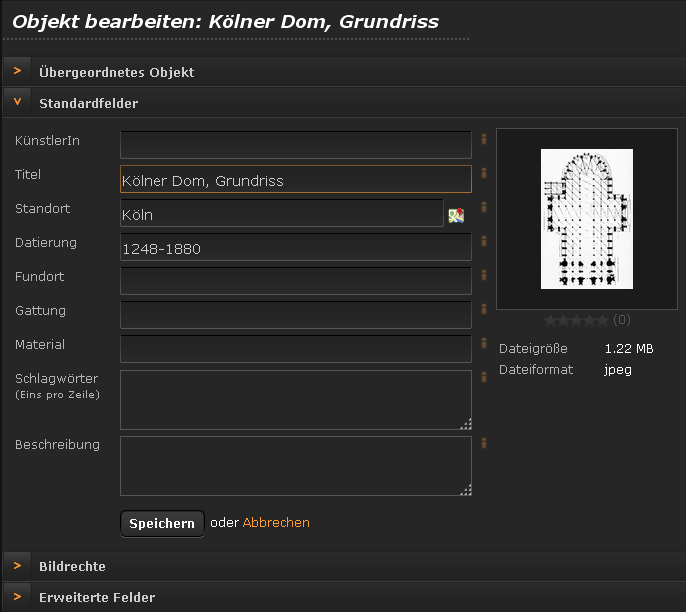 Objekt bearbeiten: Kölner Dom, Grundriss
> Übergeordnetes Objekt
v Standardfelder
KünstlerIn
Titel Kölner Dom, Grundriss
Standort Köln
Datierung 1248-1880
Fundort
Gattung
Material
Schlagwörter
(Eins pro Zeile)
Beschreibung
(0)
Dateigröße 1.22 MB
Dateiformat jpeg
Speichern oder Abbrechen
> Bildrechte
> Erweiterte Felder